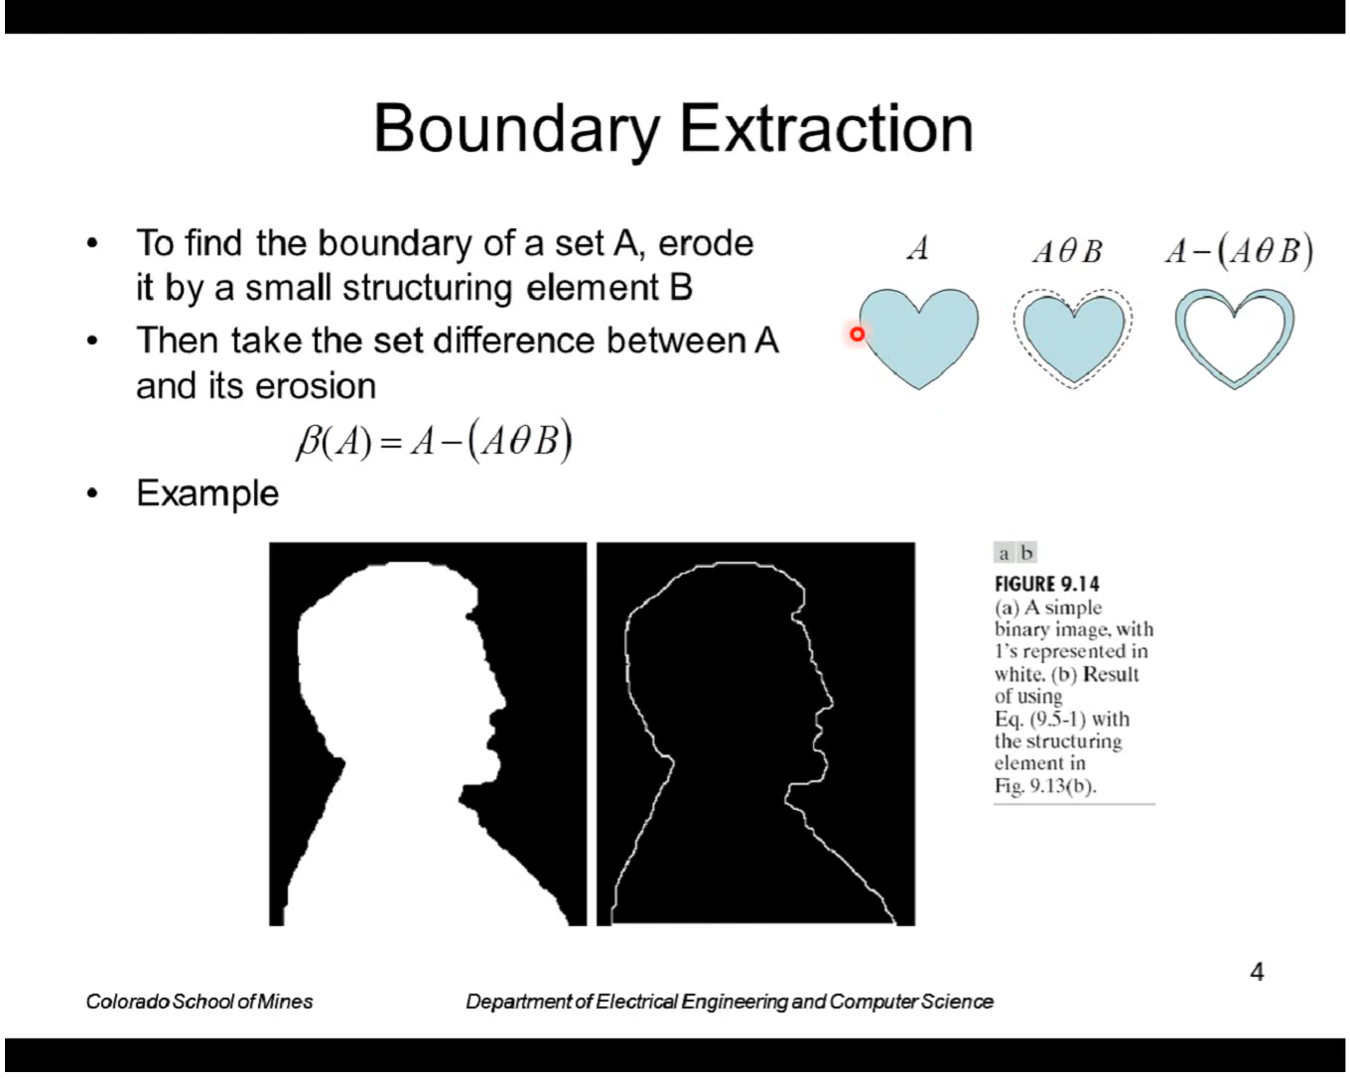 Boundary Extraction
• To find the boundary of a set A, erode
it by a small structuring element B
• Then take the set difference between A
and its erosion
β(A) = A−(AθB)
• Example
A AθB A−(AθB)
a b
FIGURE 9.14
(a) A simple
binary image, with
1's represented in
white. (b) Result
of using
Eq. (9.5-1) with
the structuring
element in
Fig. 9.13(b).
4
Colorado School of Mines
Department of Electrical Engineering and Computer Science